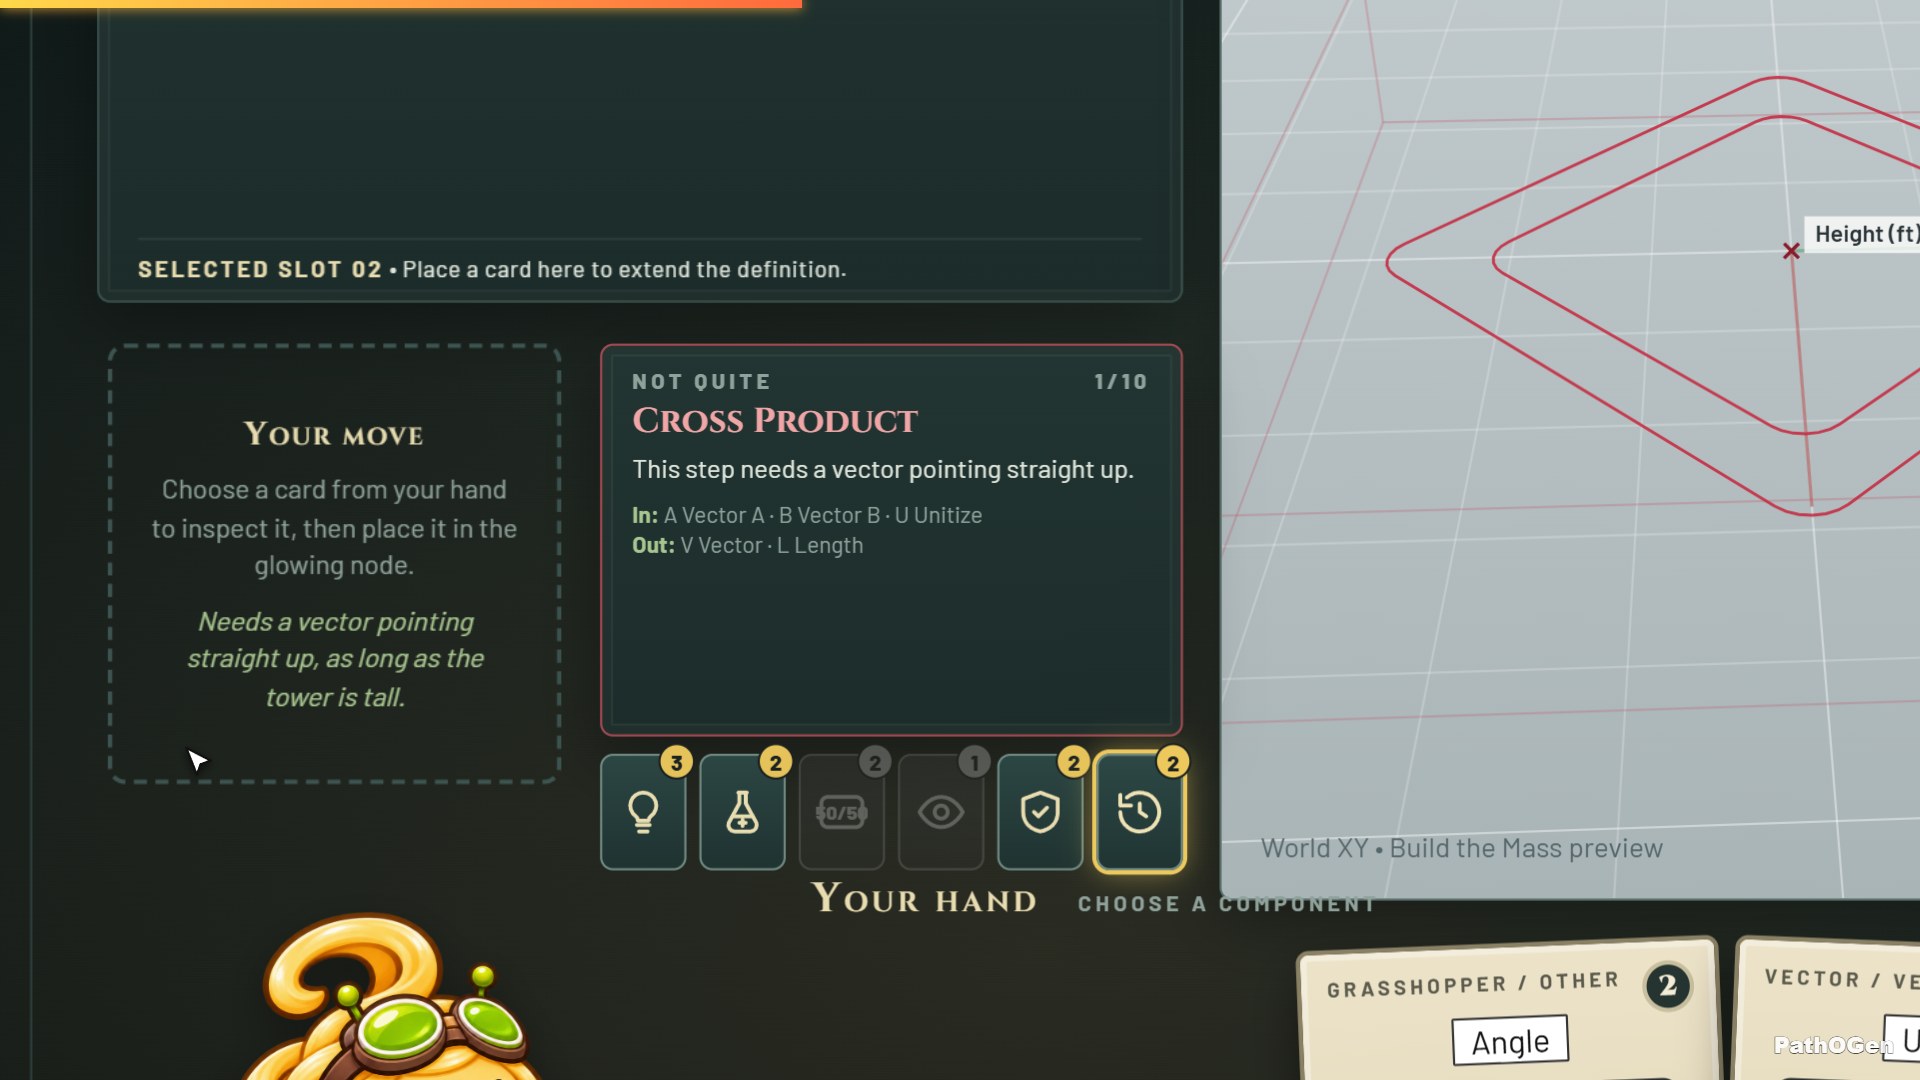 SELECTED SLOT 02 • Place a card here to extend the definition.
Your move
Choose a card from your hand
to inspect it, then place it in the
glowing node.
Needs a vector pointing
straight up, as long as the
tower is tall.
NOT QUITE 1/10
Cross Product
This step needs a vector pointing straight up.
In: A Vector A · B Vector B · U Unitize
Out: V Vector · L Length
3 2 2 1 2 2
50/50
Your hand CHOOSE A COMPONENT
Height (ft)
World XY • Build the Mass preview
GRASSHOPPER / OTHER 2
Angle
VECTOR / VE
U
PathOGen